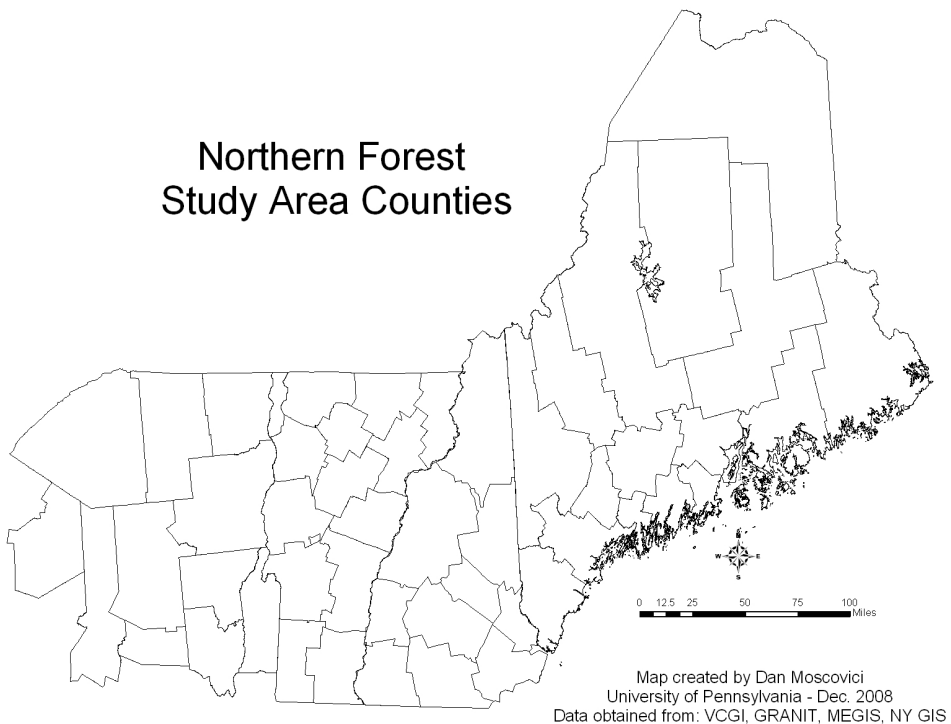 Northern Forest
Study Area Counties
N
W E
S
0 12.5 25 50 75 100
Miles
Map created by Dan Moscovici
University of Pennsylvania - Dec. 2008
Data obtained from: VCGI, GRANIT, MEGIS, NY GIS